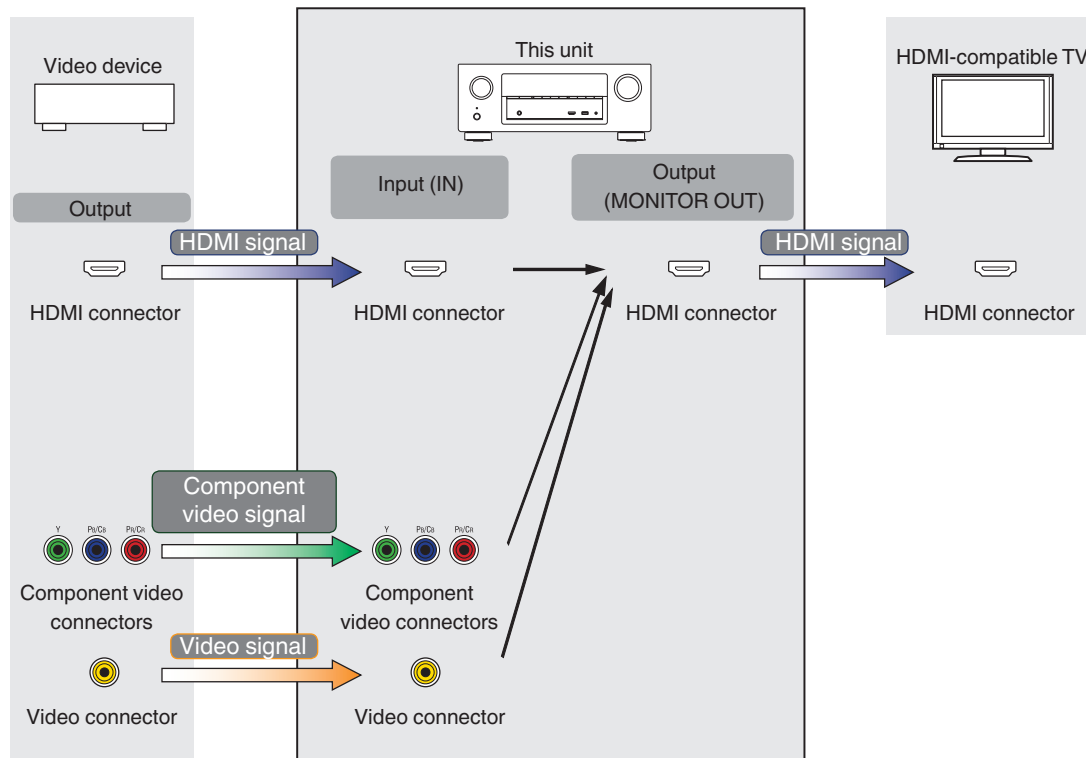 Video device
This unit
HDMI-compatible TV
Input (IN)
Output
(MONITOR OUT)
Output
HDMI signal
HDMI signal
HDMI connector
HDMI connector
HDMI connector
HDMI connector
Component
video signal
Y
PB/CB
PR/CR
Y
PB/CB
PR/CR
Component video
connectors
Component
video connectors
Video signal
Video connector
Video connector